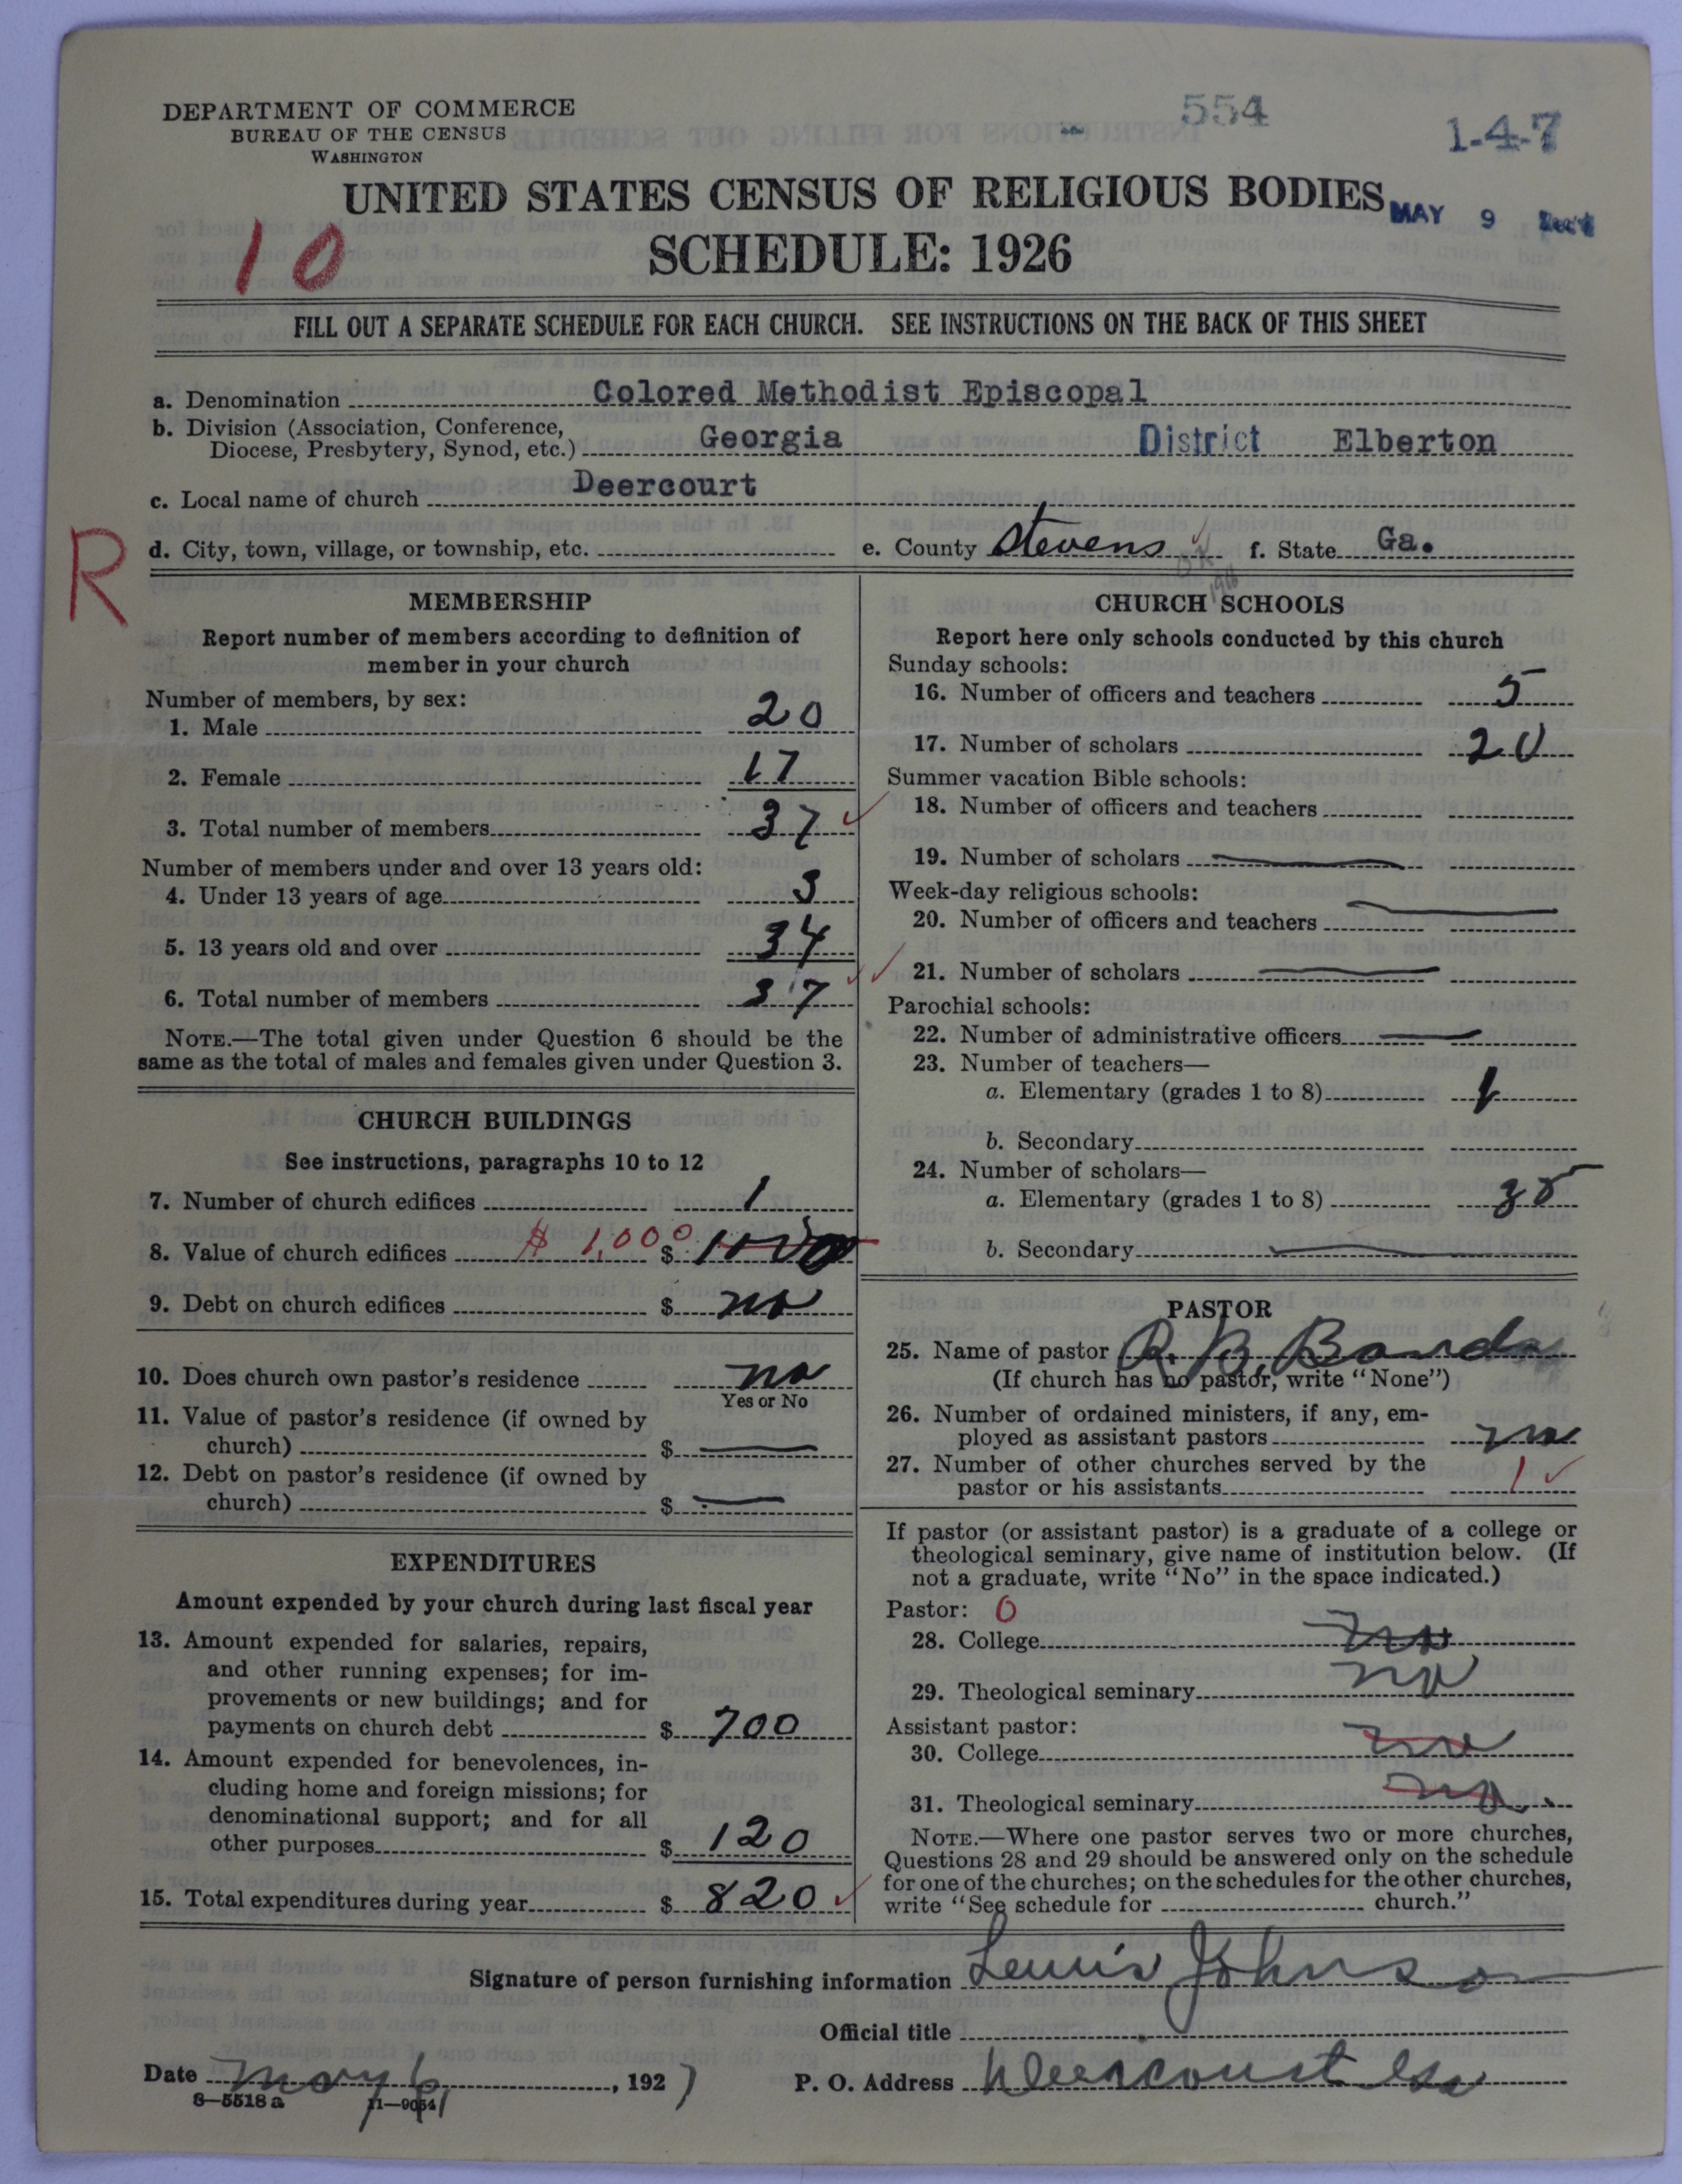 DEPARTMENT OF COMMERCE
BUREAU OF THE CENSUS
WASHINGTON
554
1-4-7
UNITED STATES CENSUS OF RELIGIOUS BODIES
MAY 9 Rec'd
10
SCHEDULE: 1926
FILL OUT A SEPARATE SCHEDULE FOR EACH CHURCH. SEE INSTRUCTIONS ON THE BACK OF THIS SHEET
a. Denomination Colored Methodist Episcopal
b. Division (Association, Conference,
Diocese, Presbytery, Synod, etc.) Georgia District Elberton
c. Local name of church Deercourt
R
d. City, town, village, or township, etc. e. County Stevens f. State Ga.
MEMBERSHIP
Report number of members according to definition of
member in your church
Number of members, by sex:
1. Male 20
2. Female 17
3. Total number of members 37
Number of members under and over 13 years old:
4. Under 13 years of age 3
5. 13 years old and over 34
6. Total number of members 37
NOTE.—The total given under Question 6 should be the
same as the total of males and females given under Question 3.
CHURCH BUILDINGS
See instructions, paragraphs 10 to 12
7. Number of church edifices 1
8. Value of church edifices $ 1,000 $
9. Debt on church edifices $ no
10. Does church own pastor's residence no
Yes or No
11. Value of pastor's residence (if owned by
church) $
12. Debt on pastor's residence (if owned by
church) $
EXPENDITURES
Amount expended by your church during last fiscal year
13. Amount expended for salaries, repairs,
and other running expenses; for im-
provements or new buildings; and for
payments on church debt $ 700
14. Amount expended for benevolences, in-
cluding home and foreign missions; for
denominational support; and for all
other purposes $ 120
15. Total expenditures during year $ 820
CHURCH SCHOOLS
Report here only schools conducted by this church
Sunday schools:
16. Number of officers and teachers 5
17. Number of scholars 20
Summer vacation Bible schools:
18. Number of officers and teachers
19. Number of scholars
Week-day religious schools:
20. Number of officers and teachers
21. Number of scholars
Parochial schools:
22. Number of administrative officers
23. Number of teachers—
a. Elementary (grades 1 to 8) 1
b. Secondary
24. Number of scholars—
a. Elementary (grades 1 to 8) 35
b. Secondary
PASTOR
25. Name of pastor R. B.
(If church has no pastor, write "None")
26. Number of ordained ministers, if any, em-
ployed as assistant pastors no
27. Number of other churches served by the
pastor or his assistants 1
If pastor (or assistant pastor) is a graduate of a college or
theological seminary, give name of institution below. (If
not a graduate, write "No" in the space indicated.)
Pastor: 0
28. College no
29. Theological seminary no
Assistant pastor:
30. College no
31. Theological seminary no.
NOTE.—Where one pastor serves two or more churches,
Questions 28 and 29 should be answered only on the schedule
for one of the churches; on the schedules for the other churches,
write "See schedule for church."
Signature of person furnishing information Lewis Johnson
Official title
Date May 6, 1927 P. O. Address Deercourt Ga
8—5518 a 11—9054